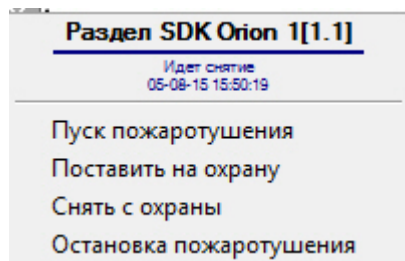 Раздел SDK Orion 1[1.1]
Идет снятие
05-08-15 15:50:19
Пуск пожаротушения
Поставить на охрану
Снять с охраны
Остановка пожаротушения